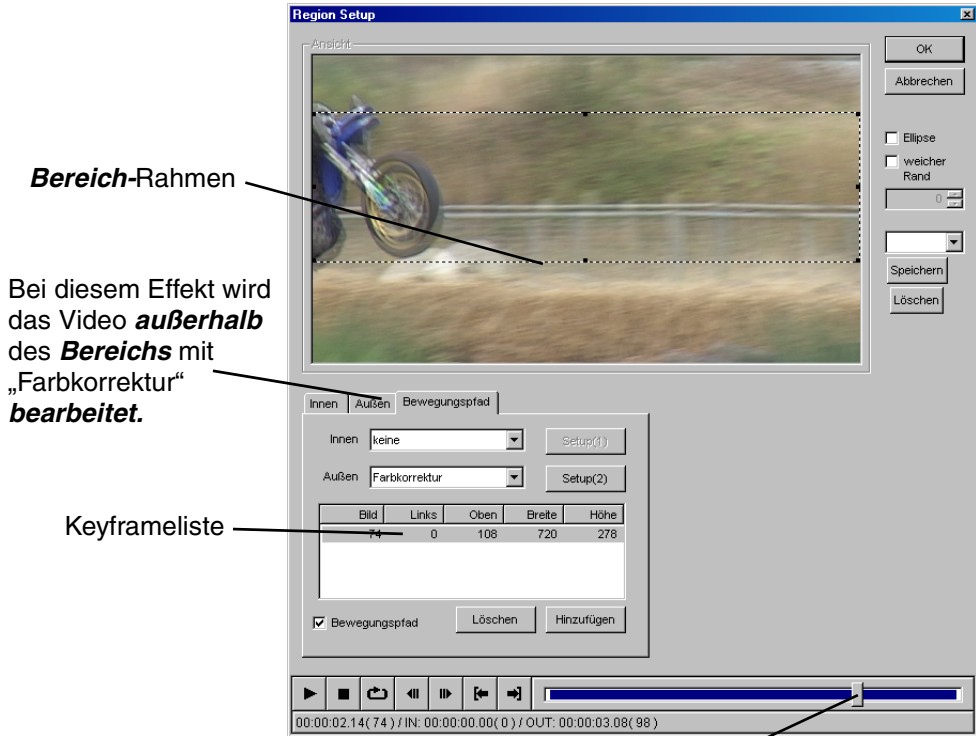 Region Setup
Ansicht
OK
Abbrechen
Ellipse
weicher
Rand
0
Speichern
Löschen
Bereich-Rahmen
Bei diesem Effekt wird
das Video außerhalb
des Bereichs mit
„Farbkorrektur“
bearbeitet.
Keyframeliste
Innen Außen Bewegungspfad
Innen keine Setup(1)
Außen Farbkorrektur Setup(2)
Bild Links Oben Breite Höhe
74 0 108 720 278
Bewegungspfad Löschen Hinzufügen
00:00:02.14( 74 ) / IN: 00:00:00.00( 0 ) / OUT: 00:00:03.08( 98 )